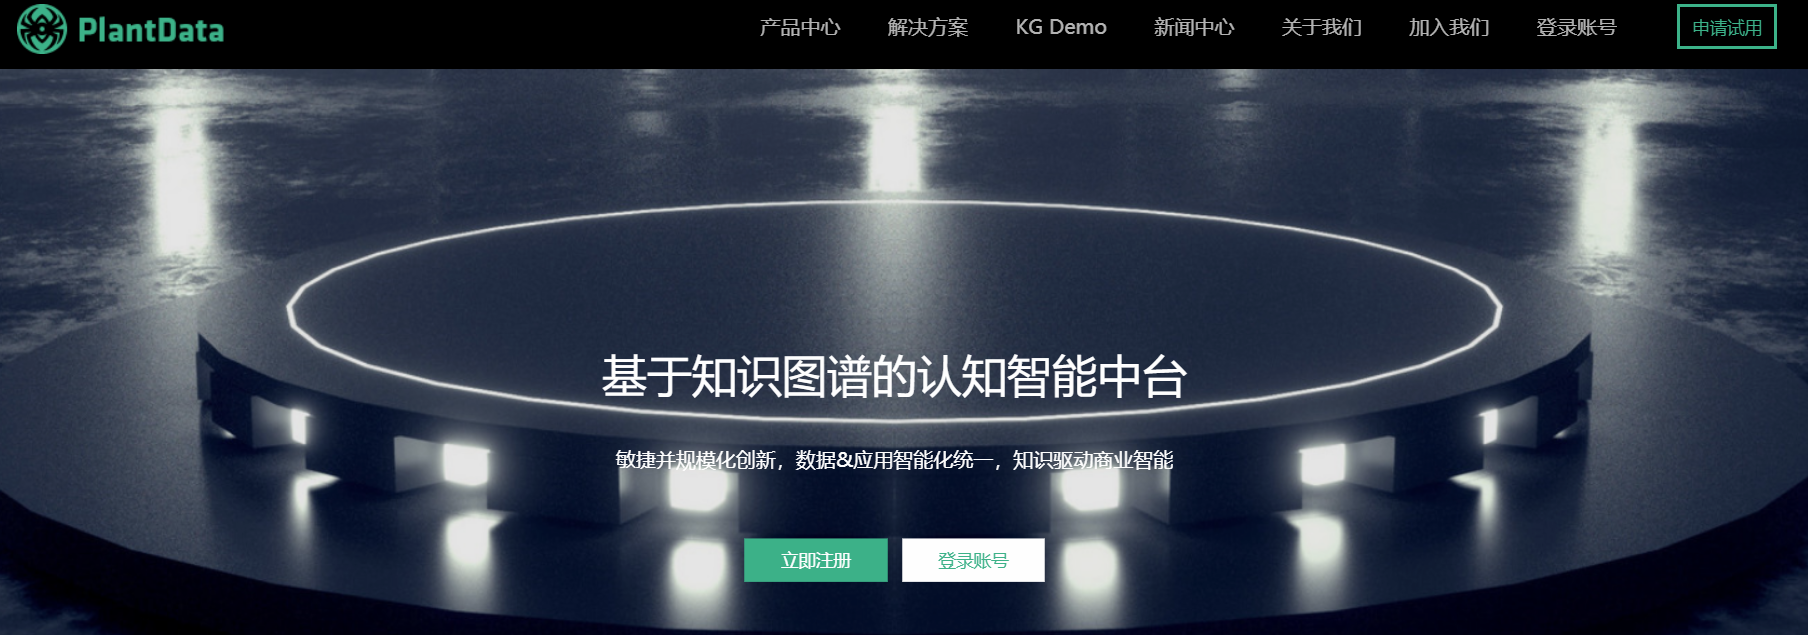 PlantData
产品中心
解决方案
KG Demo
新闻中心
关于我们
加入我们
登录账号
申请试用
基于知识图谱的认知智能中台
敏捷并规模化创新，数据&应用智能化统一，知识驱动商业智能
立即注册
登录账号